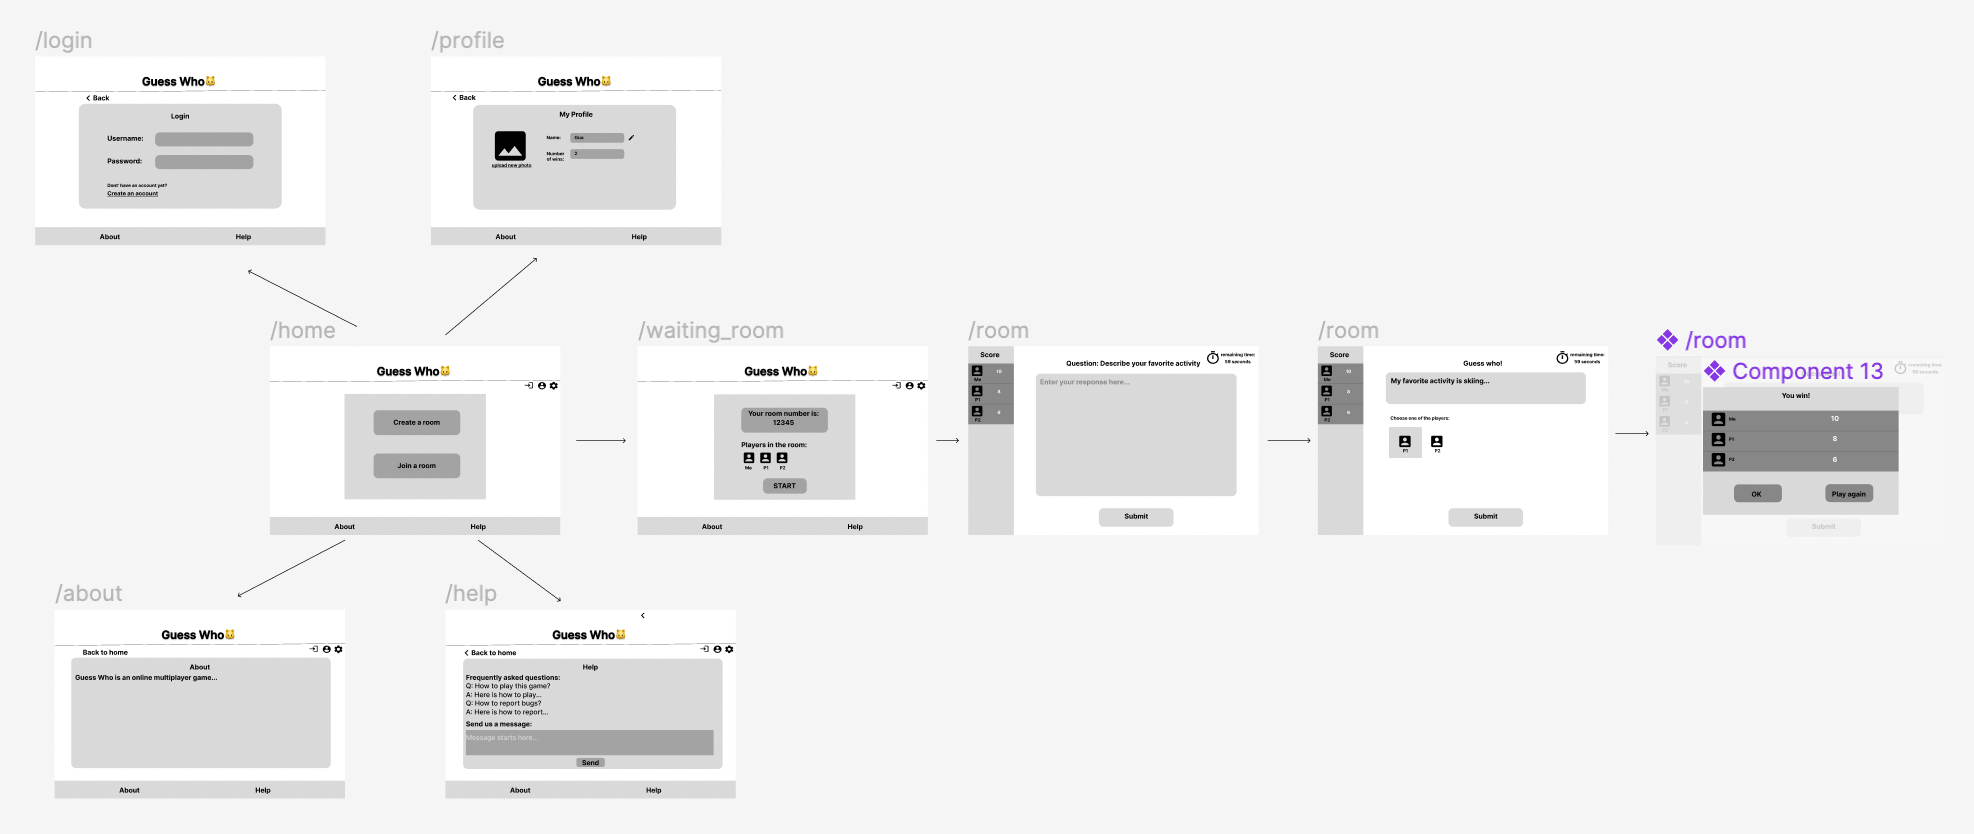 /login
Guess Who🐱
Back
Login
Username:
Password:
Dont' have an account yet?
Create an account
About Help
/profile
Guess Who🐱
Back
My Profile
upload new photo
Name:
Number
of wins: 2
About Help
/home
Guess Who🐱
Create a room
Join a room
About Help
/waiting_room
Guess Who🐱
Your room number is:
12345
Players in the room:
Me P1 P2
START
About Help
/room
Score
10
Me
8
P1
6
P2
Question: Describe your favorite activity
remaining time:
59 seconds
Enter your response here...
Submit
/room
Score
10
Me
8
P1
6
P2
Guess who!
remaining time:
59 seconds
My favorite activity is skiing...
Choose one of the players:
P1 P2
Submit
/room
Score
remaining time:
59 seconds
Component 13
You win!
Me 10
P1 8
P2 6
OK Play again
Submit
/about
Guess Who🐱
Back to home
About
Guess Who is an online multiplayer game...
About Help
/help
Guess Who🐱
Back to home
Help
Frequently asked questions:
Q: How to play this game?
A: Here is how to play...
Q: How to report bugs?
A: Here is how to report...
Send us a message:
Message starts here...
Send
About Help